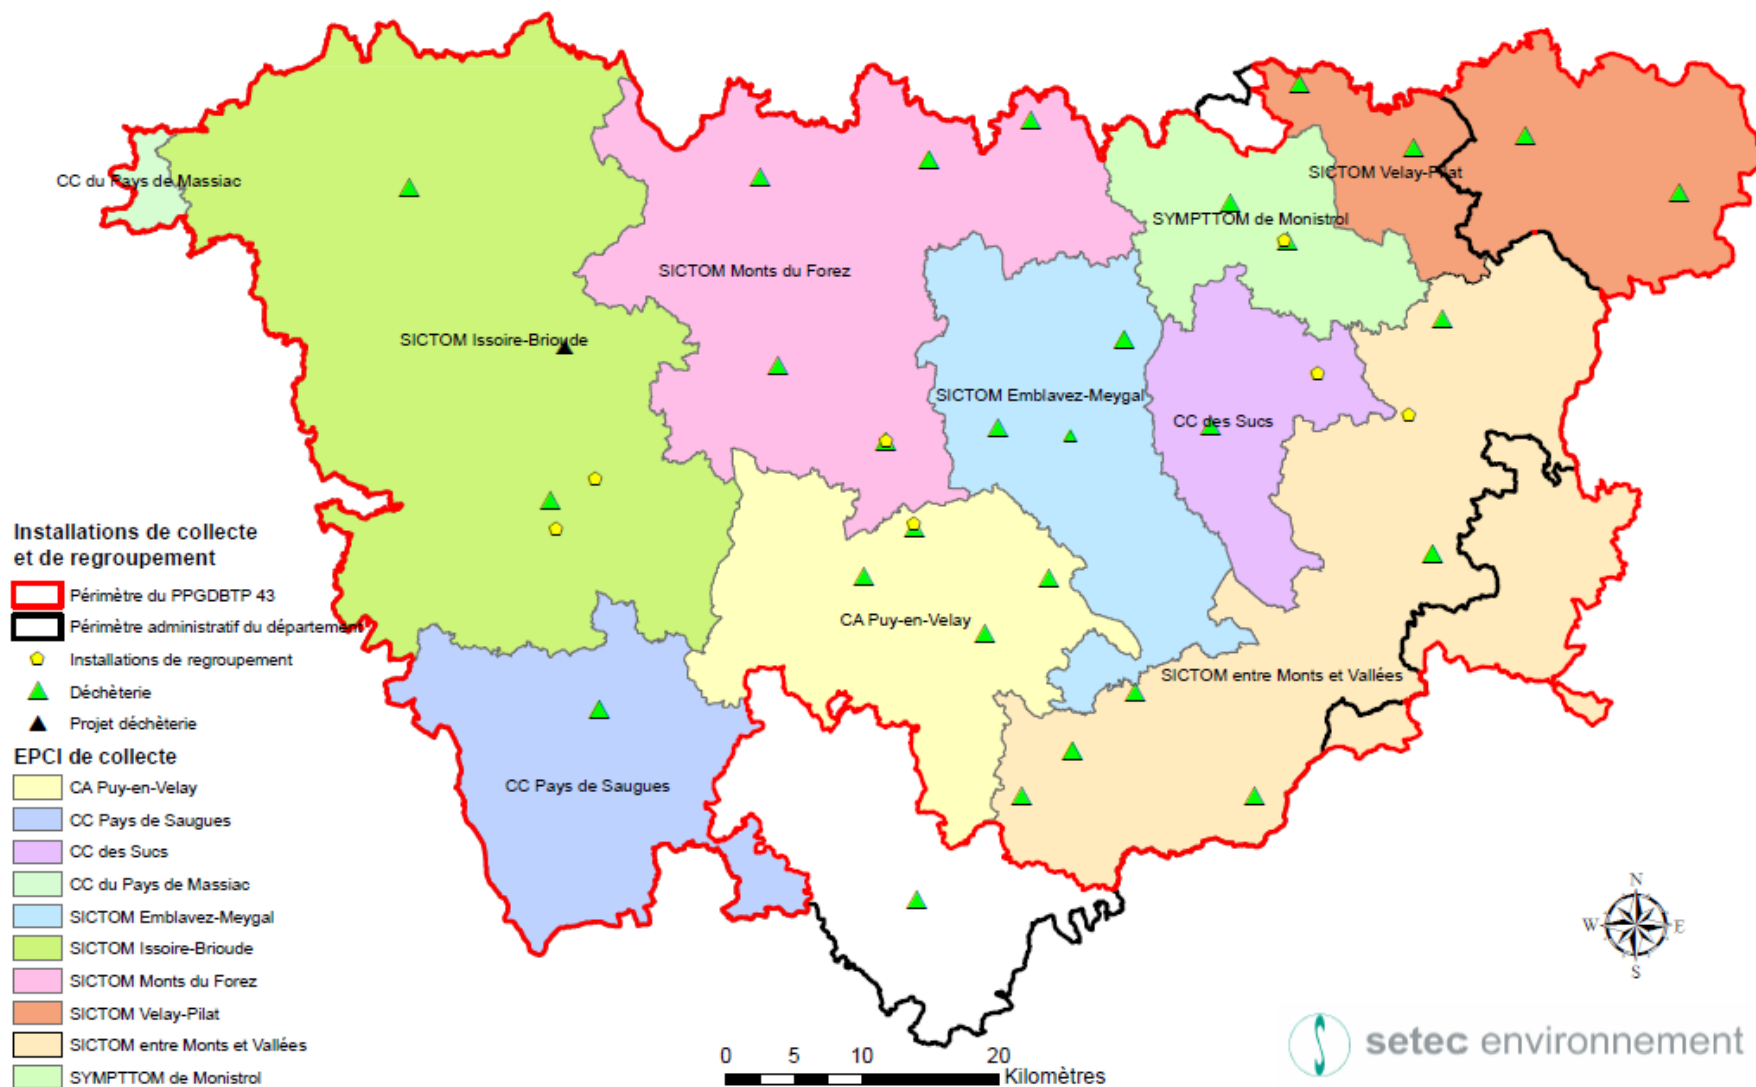 CC du Pays de Massiac
SICTOM Velay-Pilat
SYMPTTOM de Monistrol
SICTOM Monts du Forez
SICTOM Issoire-Brioude
SICTOM Emblavez-Meygal
CC des Sucs
CA Puy-en-Velay
SICTOM entre Monts et Vallées
CC Pays de Saugues
Installations de collecte
et de regroupement
Périmètre du PPGDBTP 43
Périmètre administratif du département
Installations de regroupement
Déchèterie
Projet déchèterie
EPCI de collecte
CA Puy-en-Velay
CC Pays de Saugues
CC des Sucs
CC du Pays de Massiac
SICTOM Emblavez-Meygal
SICTOM Issoire-Brioude
SICTOM Monts du Forez
SICTOM Velay-Pilat
SICTOM entre Monts et Vallées
SYMPTTOM de Monistrol
0 5 10 20
Kilomètres
N
W E
S
setec environnement